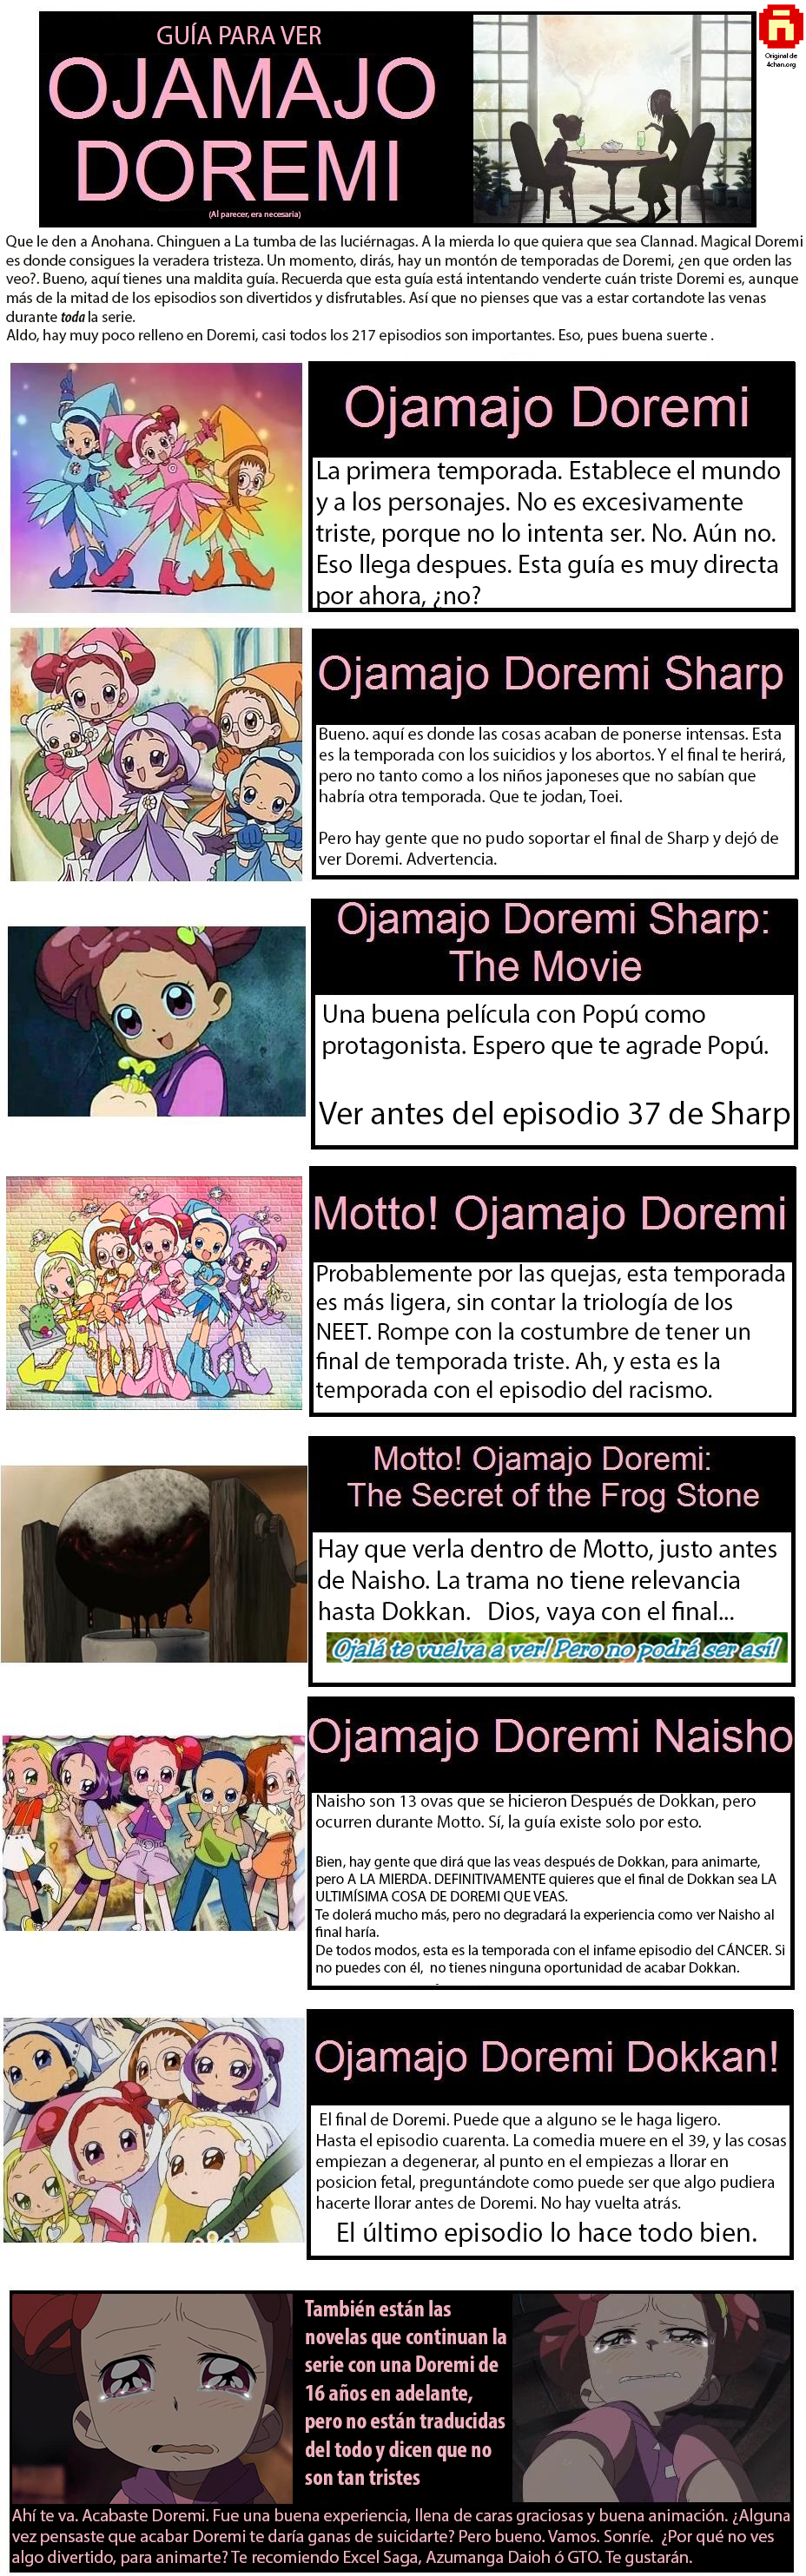 GUÍA PARA VER
OJAMAJO
DOREMI
(Al parecer, era necesaria)
Original de
4chan.org
Que le den a Anohana. Chinguen a La tumba de las luciérnagas. A la mierda lo que quiera que sea Clannad. Magical Doremi
es donde consigues la veradera tristeza. Un momento, dirás, hay un montón de temporadas de Doremi, ¿en que orden las
veo?. Bueno, aquí tienes una maldita guía. Recuerda que esta guía está intentando venderte cuán triste Doremi es, aunque
más de la mitad de los episodios son divertidos y disfrutables. Así que no pienses que vas a estar cortandote las venas
durante toda la serie.
Aldo, hay muy poco relleno en Doremi, casi todos los 217 episodios son importantes. Eso, pues buena suerte .
Ojamajo Doremi
La primera temporada. Establece el mundo
y a los personajes. No es excesivamente
triste, porque no lo intenta ser. No. Aún no.
Eso llega despues. Esta guía es muy directa
por ahora, ¿no?
Ojamajo Doremi Sharp
Bueno. aquí es donde las cosas acaban de ponerse intensas. Esta
es la temporada con los suicidios y los abortos. Y el final te herirá,
pero no tanto como a los niños japoneses que no sabían que
habría otra temporada. Que te jodan, Toei.
Pero hay gente que no pudo soportar el final de Sharp y dejó de
ver Doremi. Advertencia.
Ojamajo Doremi Sharp:
The Movie
Una buena película con Popú como
protagonista. Espero que te agrade Popú.
Ver antes del episodio 37 de Sharp
Motto! Ojamajo Doremi
Probablemente por las quejas, esta temporada
es más ligera, sin contar la triología de los
NEET. Rompe con la costumbre de tener un
final de temporada triste. Ah, y esta es la
temporada con el episodio del racismo.
Motto! Ojamajo Doremi:
The Secret of the Frog Stone
Hay que verla dentro de Motto, justo antes
de Naisho. La trama no tiene relevancia
hasta Dokkan. Dios, vaya con el final...
Ojalá te vuelva a ver! Pero no podrá ser así!
Ojamajo Doremi Naisho
Naisho son 13 ovas que se hicieron Después de Dokkan, pero
ocurren durante Motto. Sí, la guía existe solo por esto.
Bien, hay gente que dirá que las veas después de Dokkan, para animarte,
pero A LA MIERDA. DEFINITIVAMENTE quieres que el final de Dokkan sea LA
ULTIMÍSIMA COSA DE DOREMI QUE VEAS.
Te dolerá mucho más, pero no degradará la experiencia como ver Naisho al
final haría.
De todos modos, esta es la temporada con el infame episodio del CÁNCER. Si
no puedes con él, no tienes ninguna oportunidad de acabar Dokkan.
Ojamajo Doremi Dokkan!
El final de Doremi. Puede que a alguno se le haga ligero.
Hasta el episodio cuarenta. La comedia muere en el 39, y las cosas
empiezan a degenerar, al punto en el empiezas a llorar en
posicion fetal, preguntándote como puede ser que algo pudiera
hacerte llorar antes de Doremi. No hay vuelta atrás.
El último episodio lo hace todo bien.
También están las
novelas que continuan la
serie con una Doremi de
16 años en adelante,
pero no están traducidas
del todo y dicen que no
son tan tristes
Ahí te va. Acabaste Doremi. Fue una buena experiencia, llena de caras graciosas y buena animación. ¿Alguna
vez pensaste que acabar Doremi te daría ganas de suicidarte? Pero bueno. Vamos. Sonríe. ¿Por qué no ves
algo divertido, para animarte? Te recomiendo Excel Saga, Azumanga Daioh ó GTO. Te gustarán.